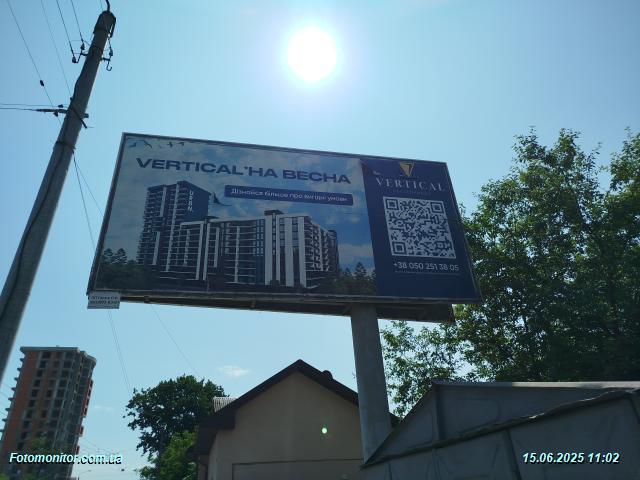 VERTICAL'НА ВЕСНА
Дізнайся більше про вигідні умови
URBN.
VERTICAL
+38 050 251 38 05
Fotomonitor.com.ua
15.06.2025 11:02